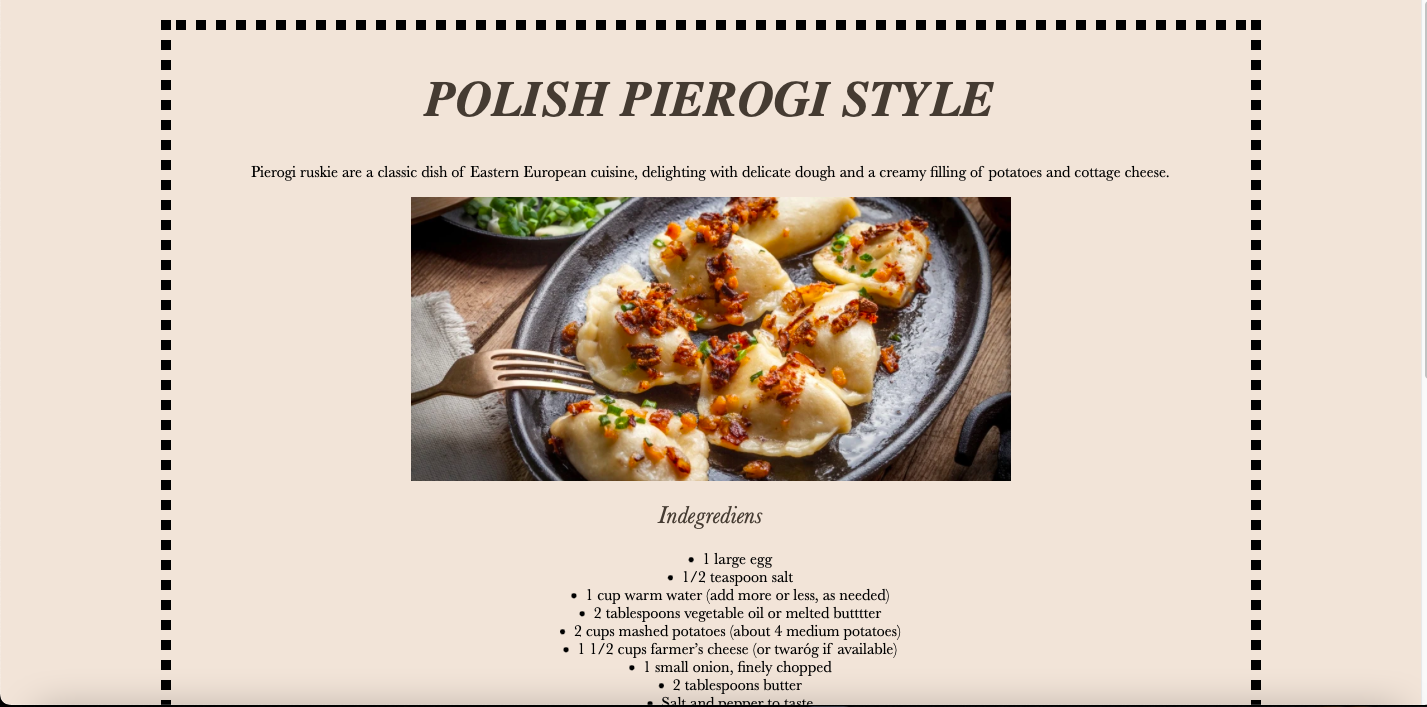 POLISH PIEROGI STYLE
Pierogi ruskie are a classic dish of Eastern European cuisine, delighting with delicate dough and a creamy filling of potatoes and cottage cheese.
Indegrediens
• 1 large egg
• 1/2 teaspoon salt
• 1 cup warm water (add more or less, as needed)
• 2 tablespoons vegetable oil or melted butttter
• 2 cups mashed potatoes (about 4 medium potatoes)
• 1 1/2 cups farmer’s cheese (or twaróg if available)
• 1 small onion, finely chopped
• 2 tablespoons butter
• Salt and pepper to taste